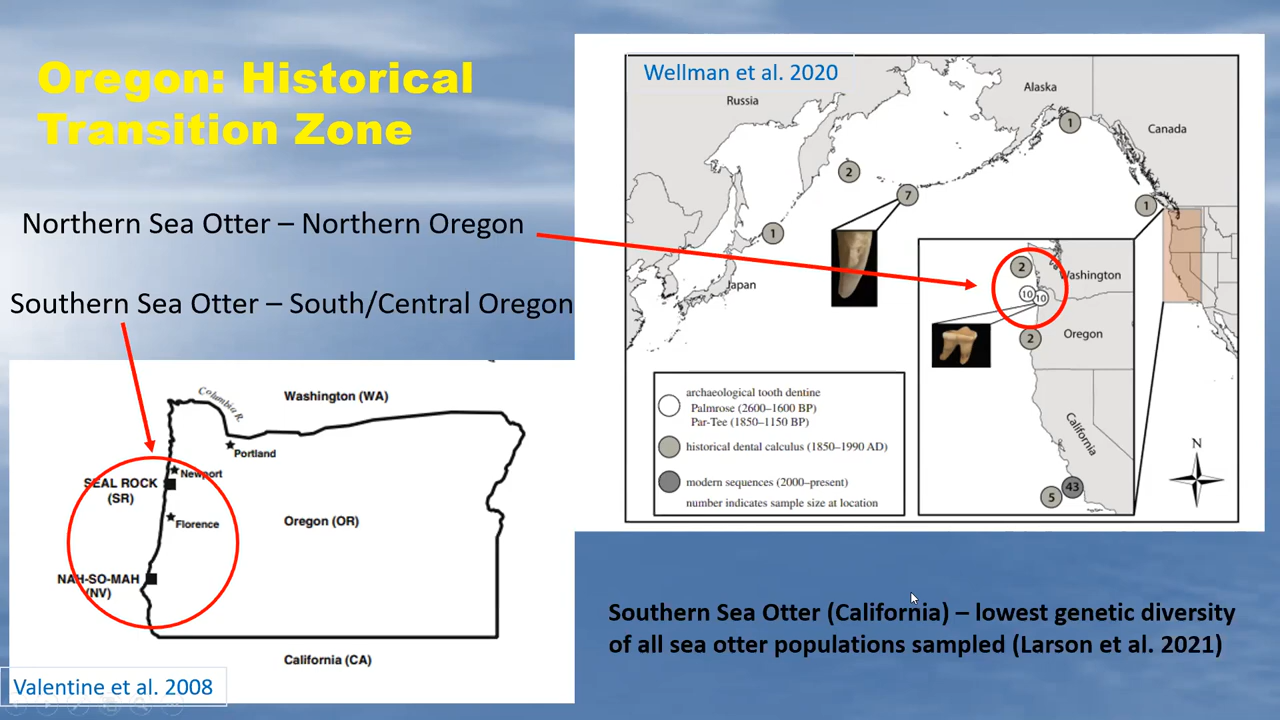 Oregon: Historical
Transition Zone
Northern Sea Otter – Northern Oregon
Southern Sea Otter – South/Central Oregon
Columbia R.
Washington (WA)
Portland
Newport
SEAL ROCK
(SR)
Florence
Oregon (OR)
NAH-SO-MAH
(NV)
California (CA)
Valentine et al. 2008
Wellman et al. 2020
Russia
Alaska
Canada
Japan
1
2
7
1
1
Washington
2
10
10
2
Oregon
California
43
5
N
archaeological tooth dentine
Palmrose (2600–1600 BP)
Par-Tee (1850–1150 BP)
historical dental calculus (1850–1990 AD)
modern sequences (2000–present)
number indicates sample size at location
Southern Sea Otter (California) – lowest genetic diversity
of all sea otter populations sampled (Larson et al. 2021)